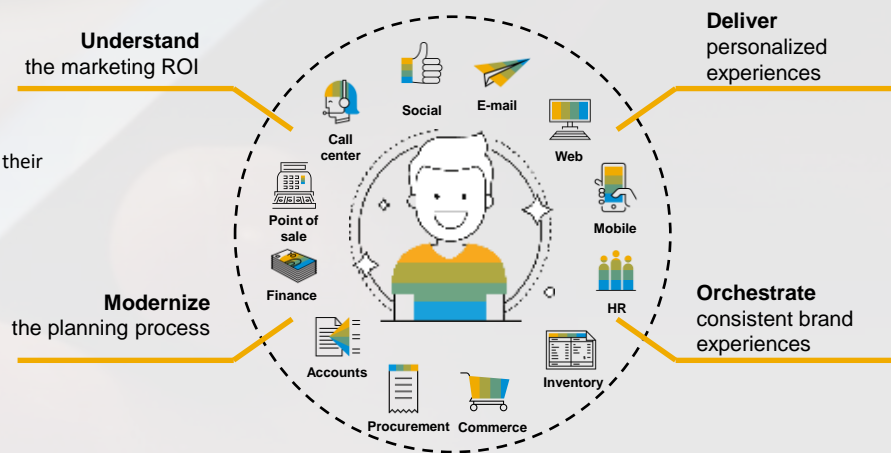 Understand
the marketing ROI
Deliver
personalized
experiences
Social
E-mail
Call
center
Web
their
Point of
sale
Mobile
Finance
HR
Modernize
the planning process
Orchestrate
consistent brand
experiences
Accounts
Inventory
Procurement
Commerce